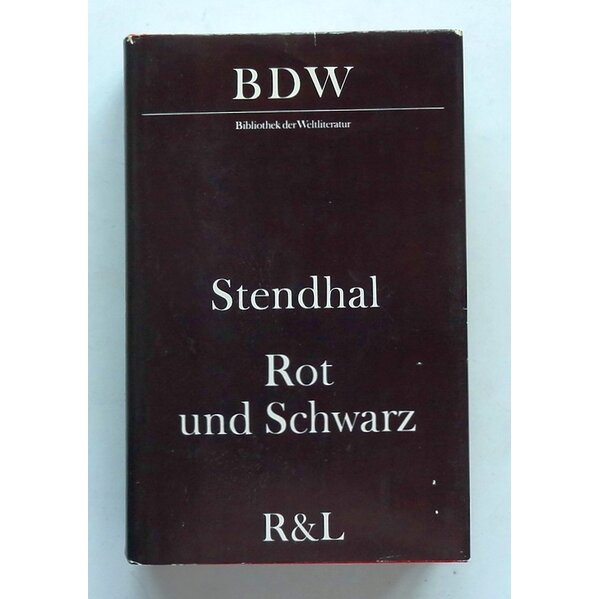 BDW
Bibliothek der Weltliteratur
Stendhal
Rot
und Schwarz
R&L